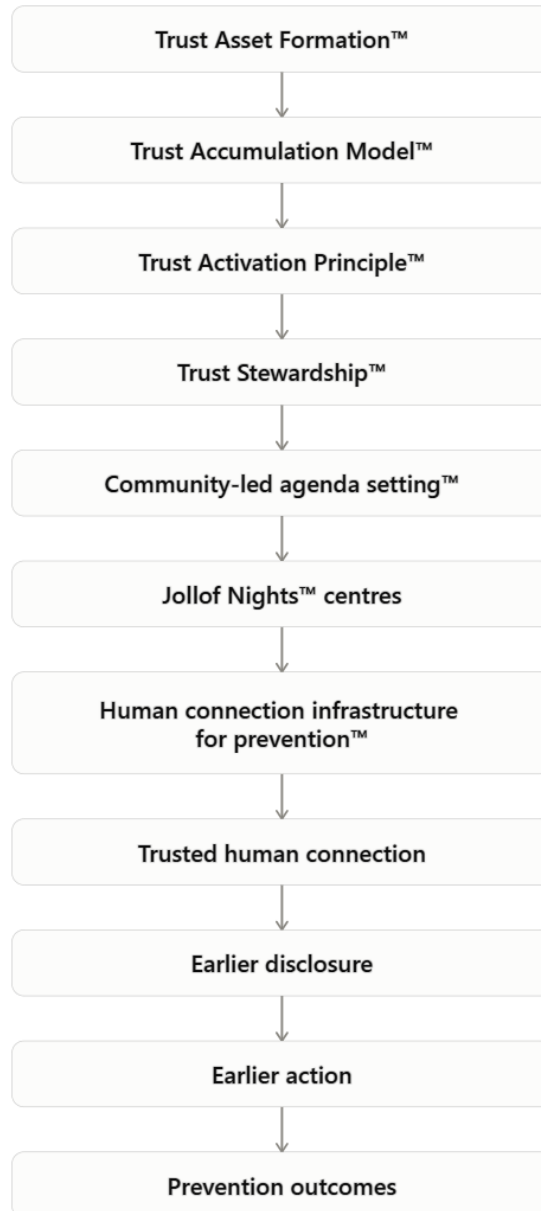 Trust Asset Formation™
Trust Accumulation Model™
Trust Activation Principle™
Trust Stewardship™
Community-led agenda setting™
Jollof Nights™ centres
Human connection infrastructure
for prevention™
Trusted human connection
Earlier disclosure
Earlier action
Prevention outcomes